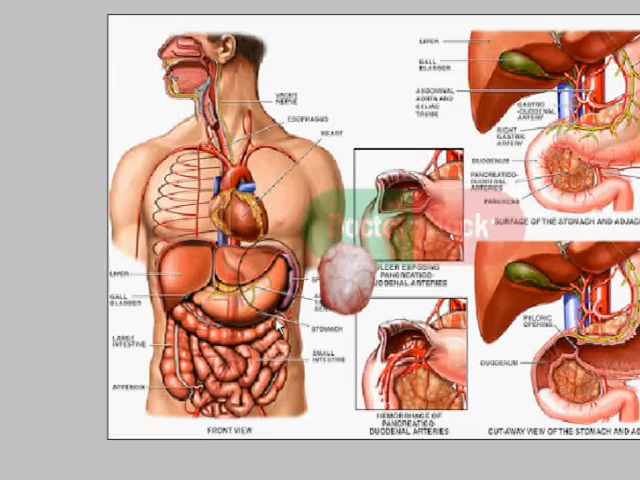 VAGUS
NERVE
ESOPHAGUS
HEART
LIVER
GALL
BLADDER
LARGE
INTESTINE
APPENDIX
STOMACH
SMALL
INTESTINE
FRONT VIEW
ULCER EXPOSING
PANCREATICO-
DUODENAL ARTERIES
HEMORRHAGE OF
PANCREATICO-
DUODENAL ARTERIES
LIVER
GALL
BLADDER
ABDOMINAL
AORTA AND
CELIAC
TRUNK
GASTRO
-DUODENAL
ARTERY
RIGHT
GASTRIC
ARTERY
DUODENUM
PANCREATICO-
DUODENAL
ARTERIES
PANCREAS
SURFACE OF THE STOMACH AND ADJAC
PYLORIC
OPENING
DUODENUM
CUT-AWAY VIEW OF THE STOMACH AND AD